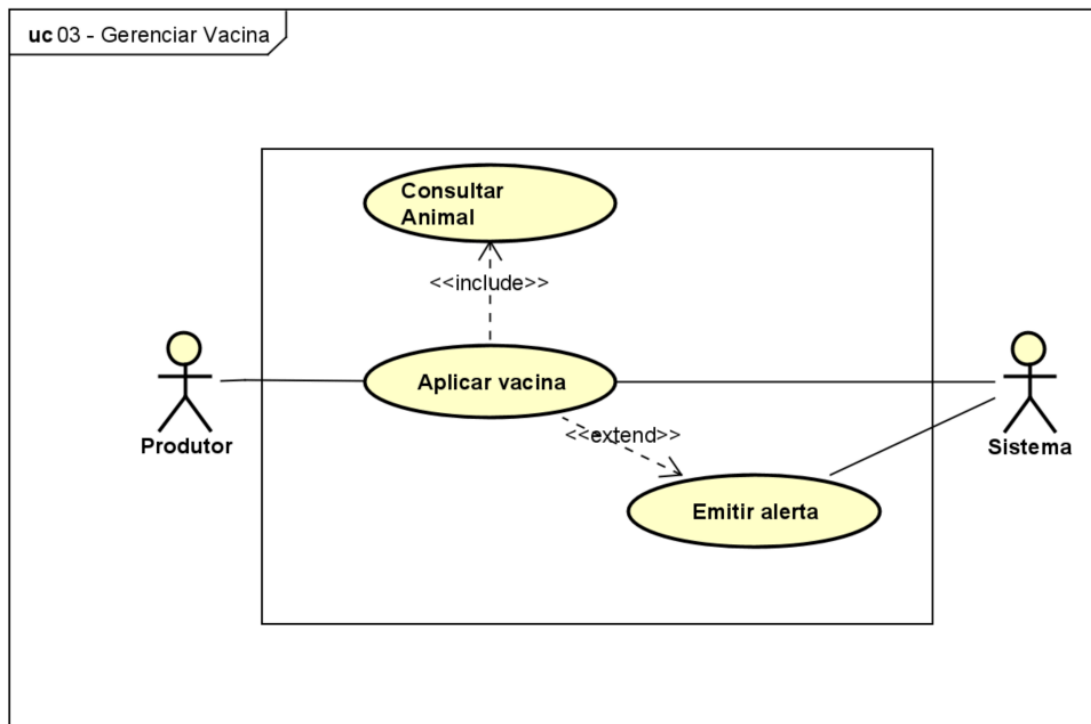 uc 03 - Gerenciar Vacina
Consultar
Animal
<<include>>
Aplicar vacina
<<extend>>
Produtor
Sistema
Emitir alerta